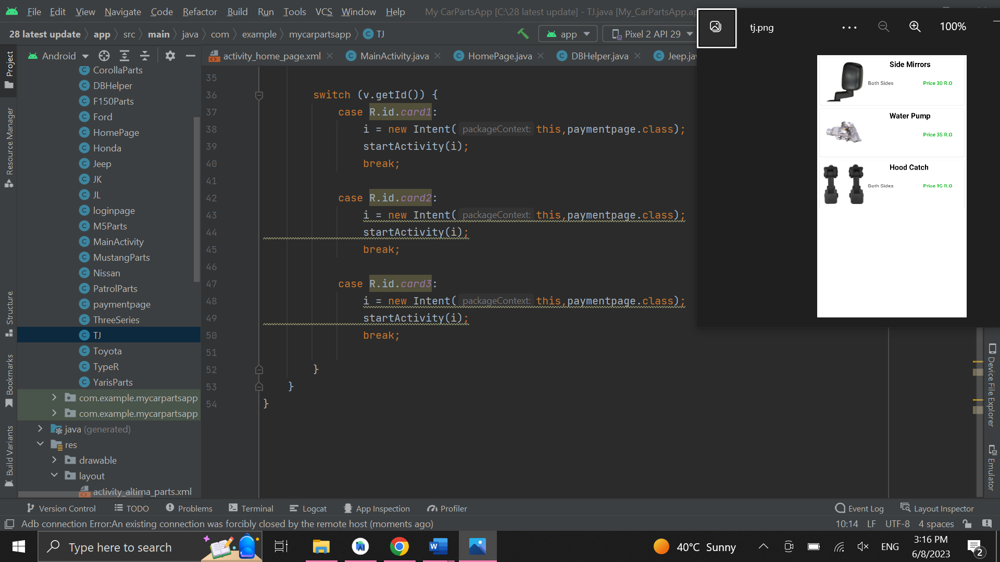 File Edit View Navigate Code Refactor Build Run Tools VCS Window Help My CarPartsApp [C:\28 latest update] - TJ.java [My_CarPartsApp.ap
28 latest update app src main java com example mycarpartsapp TJ app Pixel 2 API 29
Android
activity_home_page.xml MainActivity.java HomePage.java DBHelper.java Jeep.jav
Project
Resource Manager
Structure
Bookmarks
Build Variants
CorollaParts
DBHelper
F150Parts
Ford
HomePage
Honda
Jeep
JK
JL
loginpage
M5Parts
MainActivity
MustangParts
Nissan
PatrolParts
paymentpage
ThreeSeries
TJ
Toyota
TypeR
YarisParts
com.example.mycarpartsapp
com.example.mycarpartsapp
java (generated)
res
drawable
layout
activity_altima_parts.xml
35
36 switch (v.getId()) {
37 case R.id.card1:
38 i = new Intent( packageContext: this,paymentpage.class);
39 startActivity(i);
40 break;
41
42 case R.id.card2:
43 i = new Intent( packageContext: this,paymentpage.class);
44 startActivity(i);
45 break;
46
47 case R.id.card3:
48 i = new Intent( packageContext: this,paymentpage.class);
49 startActivity(i);
50 break;
51
52 }
53 }
54 }
tj.png 100%
Side Mirrors
Both Sides Price 30 R.O
Water Pump
Price 35 R.O
Hood Catch
Both Sides Price 95 R.O
Device File Explorer
Emulator
Version Control TODO Problems Terminal Logcat App Inspection Profiler Event Log Layout Inspector
Adb connection Error:An existing connection was forcibly closed by the remote host (moments ago) 10:14 LF UTF-8 4 spaces
Type here to search 40°C Sunny ENG 3:16 PM
6/8/2023 2